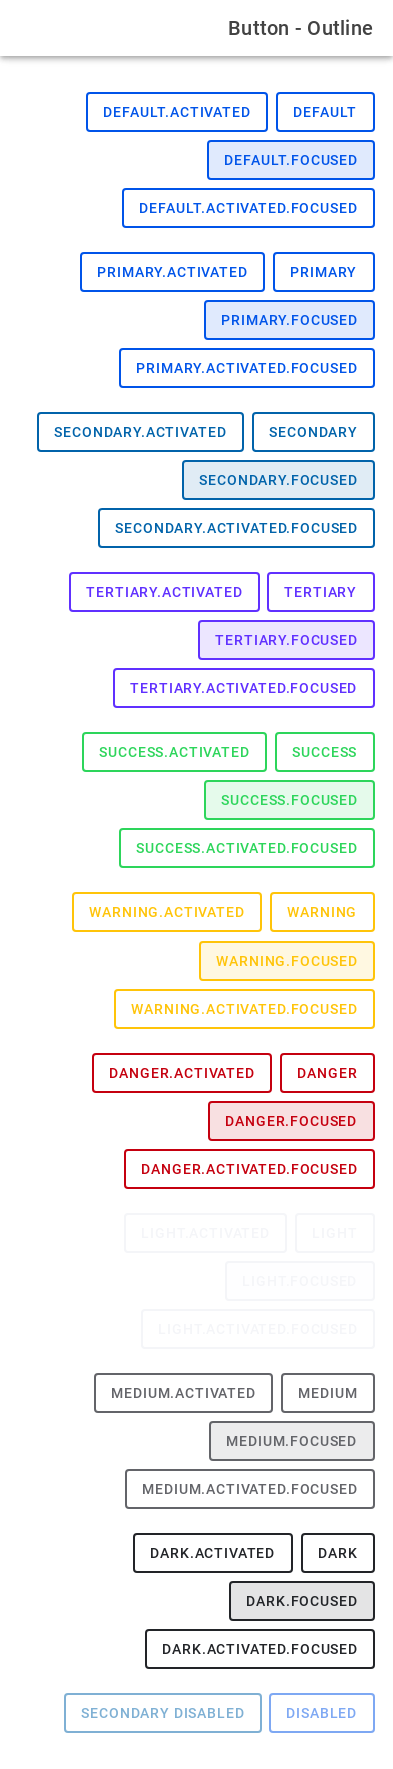 Button - Outline
DEFAULT.ACTIVATED DEFAULT
DEFAULT.FOCUSED
DEFAULT.ACTIVATED.FOCUSED
PRIMARY.ACTIVATED PRIMARY
PRIMARY.FOCUSED
PRIMARY.ACTIVATED.FOCUSED
SECONDARY.ACTIVATED SECONDARY
SECONDARY.FOCUSED
SECONDARY.ACTIVATED.FOCUSED
TERTIARY.ACTIVATED TERTIARY
TERTIARY.FOCUSED
TERTIARY.ACTIVATED.FOCUSED
SUCCESS.ACTIVATED SUCCESS
SUCCESS.FOCUSED
SUCCESS.ACTIVATED.FOCUSED
WARNING.ACTIVATED WARNING
WARNING.FOCUSED
WARNING.ACTIVATED.FOCUSED
DANGER.ACTIVATED DANGER
DANGER.FOCUSED
DANGER.ACTIVATED.FOCUSED
LIGHT.ACTIVATED LIGHT
LIGHT.FOCUSED
LIGHT.ACTIVATED.FOCUSED
MEDIUM.ACTIVATED MEDIUM
MEDIUM.FOCUSED
MEDIUM.ACTIVATED.FOCUSED
DARK.ACTIVATED DARK
DARK.FOCUSED
DARK.ACTIVATED.FOCUSED
SECONDARY DISABLED DISABLED